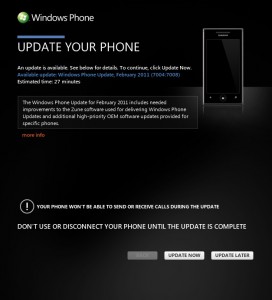 Windows Phone
UPDATE YOUR PHONE
An update is available. See below for details. To continue, click Update Now.
Available update: Windows Phone Update, February 2011 (7004-7008)
Estimated time: 27 minutes
The Windows Phone Update for February 2011 includes needed
improvements to the Zune software used for delivering Windows Phone
Updates and additional high-priority OEM software updates provided for
specific phones.
more info
YOUR PHONE WON'T BE ABLE TO SEND OR RECEIVE CALLS DURING THE UPDATE
DON'T USE OR DISCONNECT YOUR PHONE UNTIL THE UPDATE IS COMPLETE
UPDATE NOW UPDATE LATER